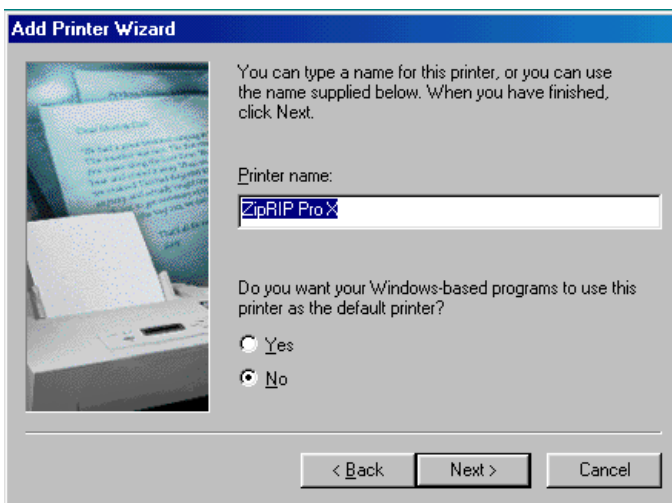 Add Printer Wizard
You can type a name for this printer, or you can use
the name supplied below. When you have finished,
click Next.
Printer name:
ZipRIP Pro X
Do you want your Windows-based programs to use this
printer as the default printer?
Yes
No
< Back
Next >
Cancel